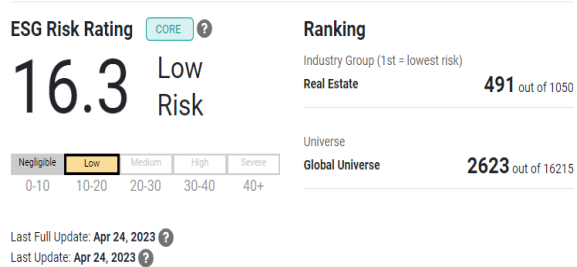 ESG Risk Rating CORE ?
16.3 Low Risk
Negligible Low Medium High Severe
0-10 10-20 20-30 30-40 40+
Last Full Update: Apr 24, 2023 ?
Last Update: Apr 24, 2023 ?
Ranking
Industry Group (1st = lowest risk)
Real Estate 491 out of 1050
Universe
Global Universe 2623 out of 16215